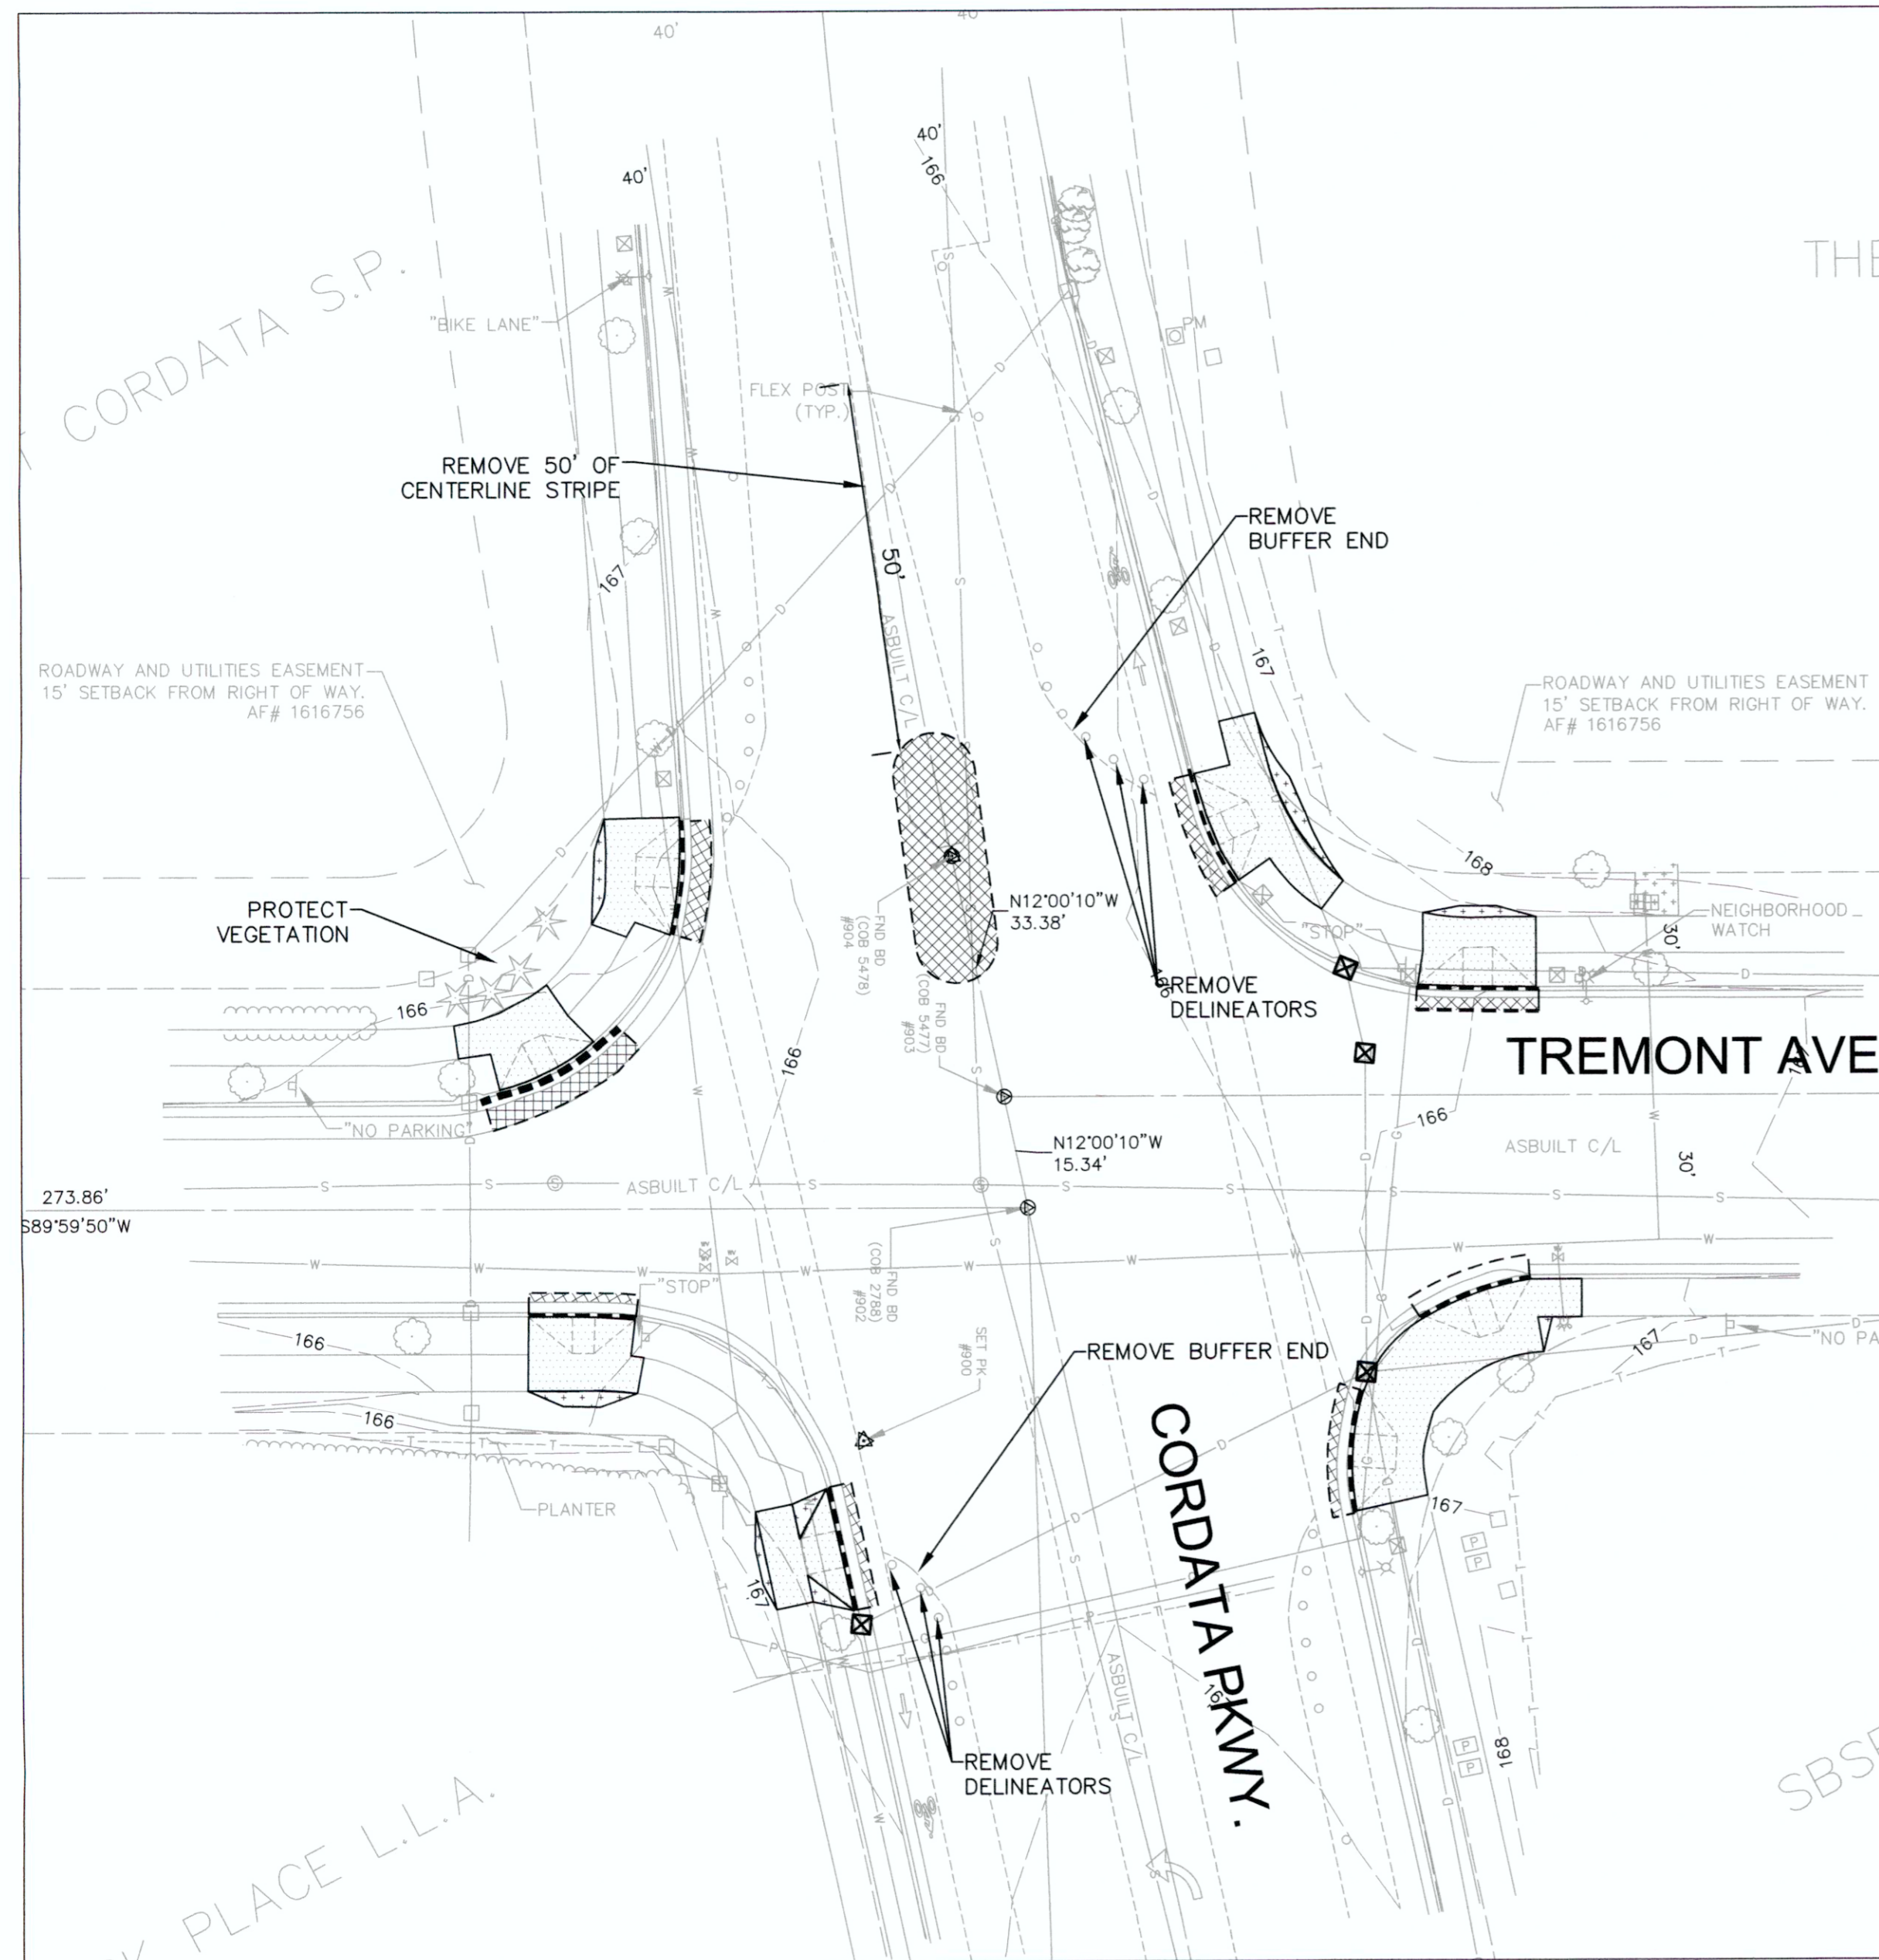 40'
40'
40'
166
40'
THE
CORDATA S.P.
"BIKE LANE"
PM
FLEX POST
(TYP.)
REMOVE 50' OF
CENTERLINE STRIPE
REMOVE
BUFFER END
50'
167
ASBUILT C/L
167
ROADWAY AND UTILITIES EASEMENT
15' SETBACK FROM RIGHT OF WAY.
AF# 1616756
ROADWAY AND UTILITIES EASEMENT
15' SETBACK FROM RIGHT OF WAY.
AF# 1616756
168
PROTECT
VEGETATION
N12°00'10"W
33.38'
FND BD
(COB 5478)
#904
"STOP"
NEIGHBORHOOD
WATCH
30'
REMOVE
DELINEATORS
FND BD
(COB 5477)
#903
166
166
TREMONT AVE
166
"NO PARKING"
N12°00'10"W
15.34'
ASBUILT C/L
30'
ASBUILT C/L
273.86'
S89°59'50"W
FND BD
(COB 2788)
#902
"STOP"
SET PK
#900
166
REMOVE BUFFER END
167
"NO PA
166
PLANTER
CORDATA PKWY.
167
P
P
167
ASBUILT C/L
REMOVE
DELINEATORS
P
P
168
SBS
PLACE L.L.A.